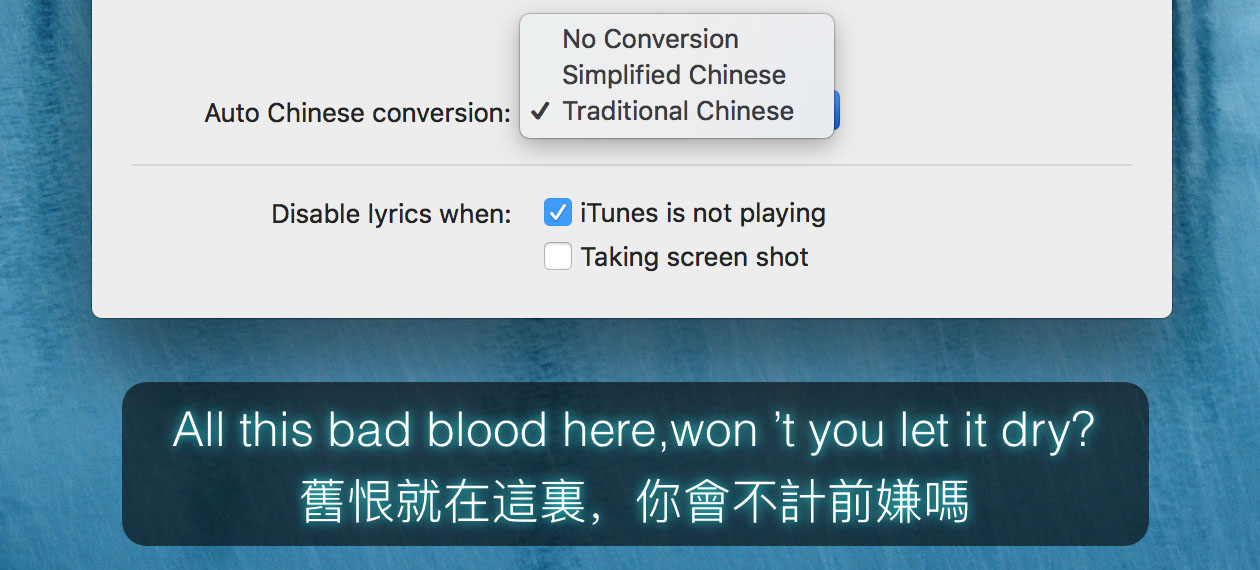 No Conversion
Simplified Chinese
Auto Chinese conversion: ✓ Traditional Chinese
Disable lyrics when: iTunes is not playing
Taking screen shot
All this bad blood here,won ’t you let it dry?
舊恨就在這裏，你會不計前嫌嗎